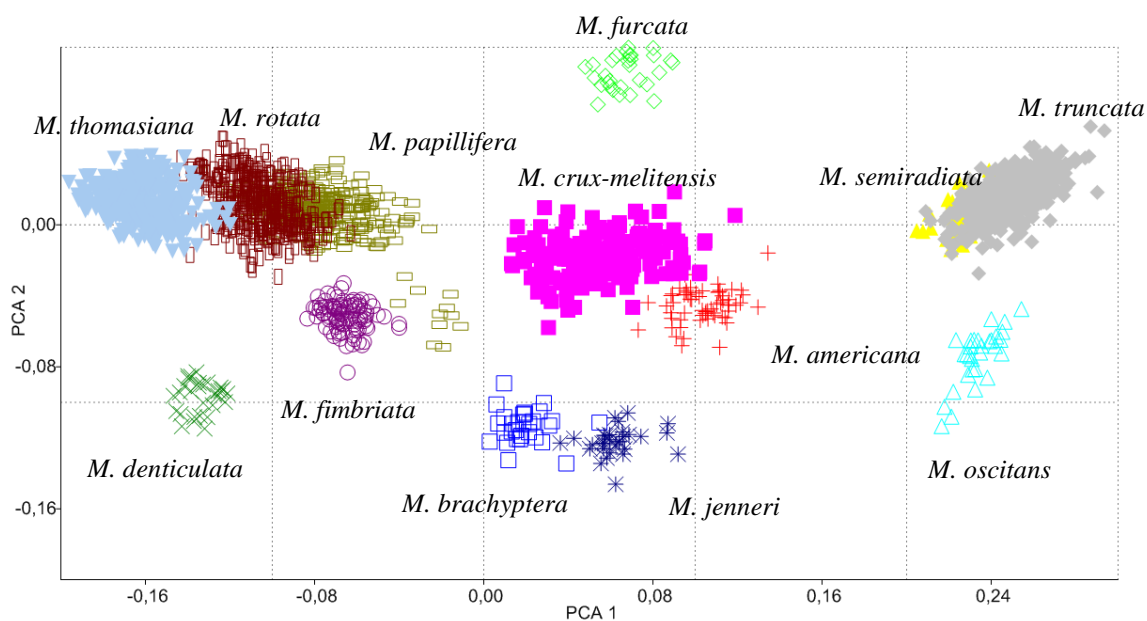 M. furcata
M. thomasiana
M. rotata
M. papillifera
M. truncata
M. crux-melitensis
M. semiradiata
0,00
PCA 2
-0,08
M. americana
M. fimbriata
M. denticulata
M. oscitans
M. brachyptera
M. jenneri
-0,16
-0,16
-0,08
0,00
0,08
0,16
0,24
PCA 1